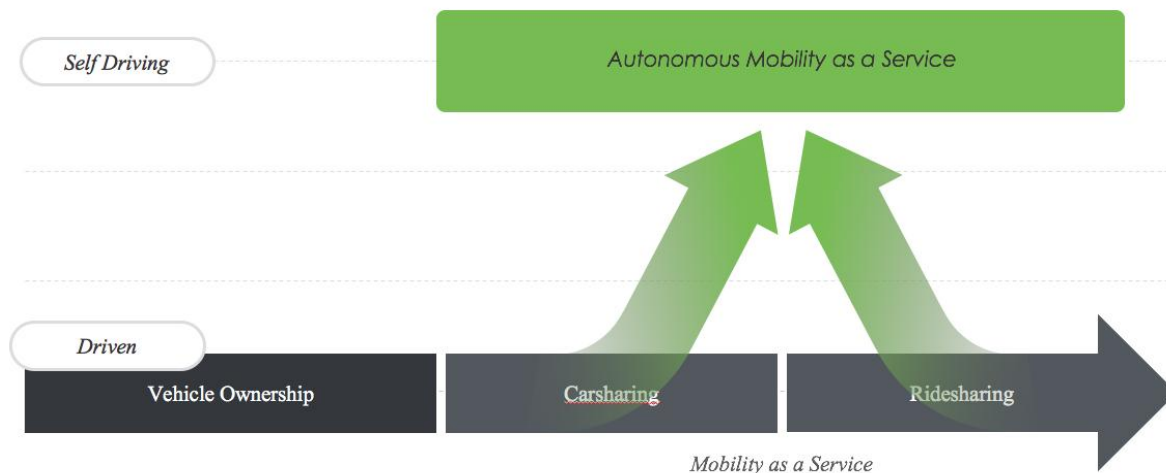 Self Driving
Autonomous Mobility as a Service
Driven
Vehicle Ownership
Carsharing
Ridesharing
Mobility as a Service